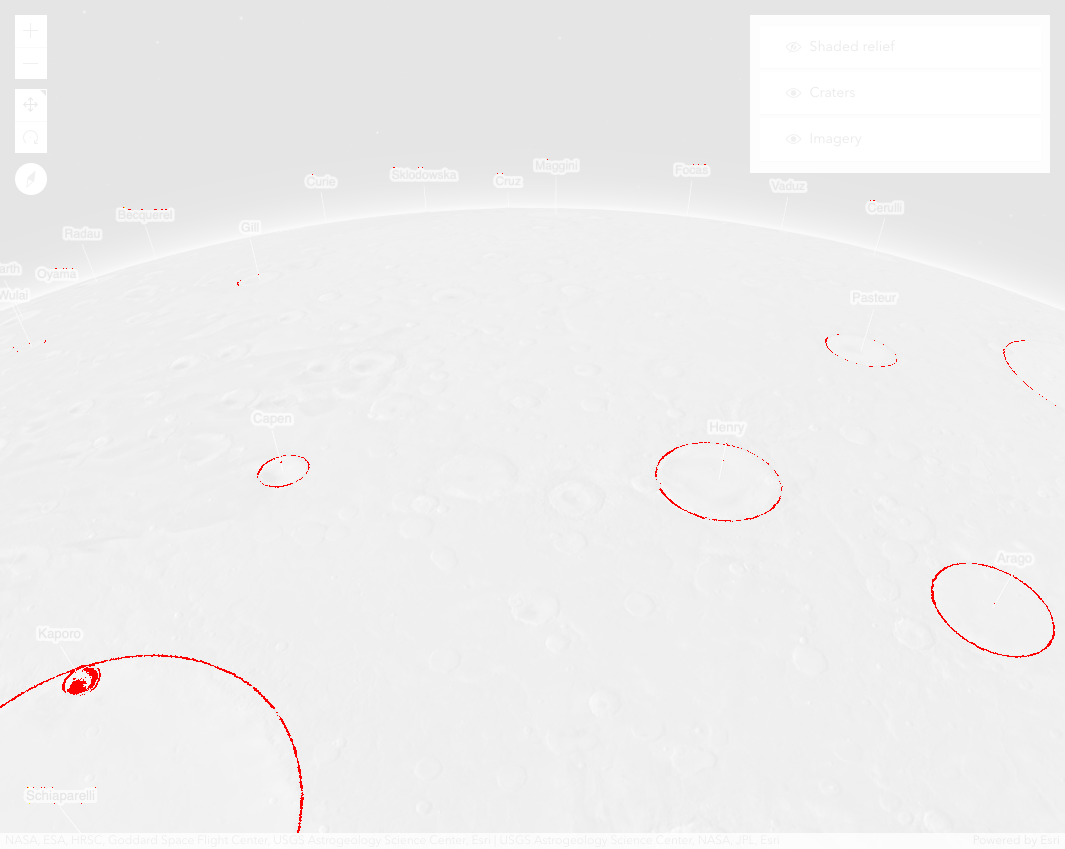 Shaded relief
Craters
Imagery
Maggini
Focas
Sklodowska
Curie
Cruz
Vaduz
Cerulli
Becquerel
Gill
Radau
arth
Oyama
Wulai
Pasteur
Capen
Henry
Arago
Kaporo
Schiaparelli
NASA, ESA, HRSC, Goddard Space Flight Center, USGS Astrogeology Science Center, Esri | USGS Astrogeology Science Center, NASA, JPL, Esri
Powered by Esri